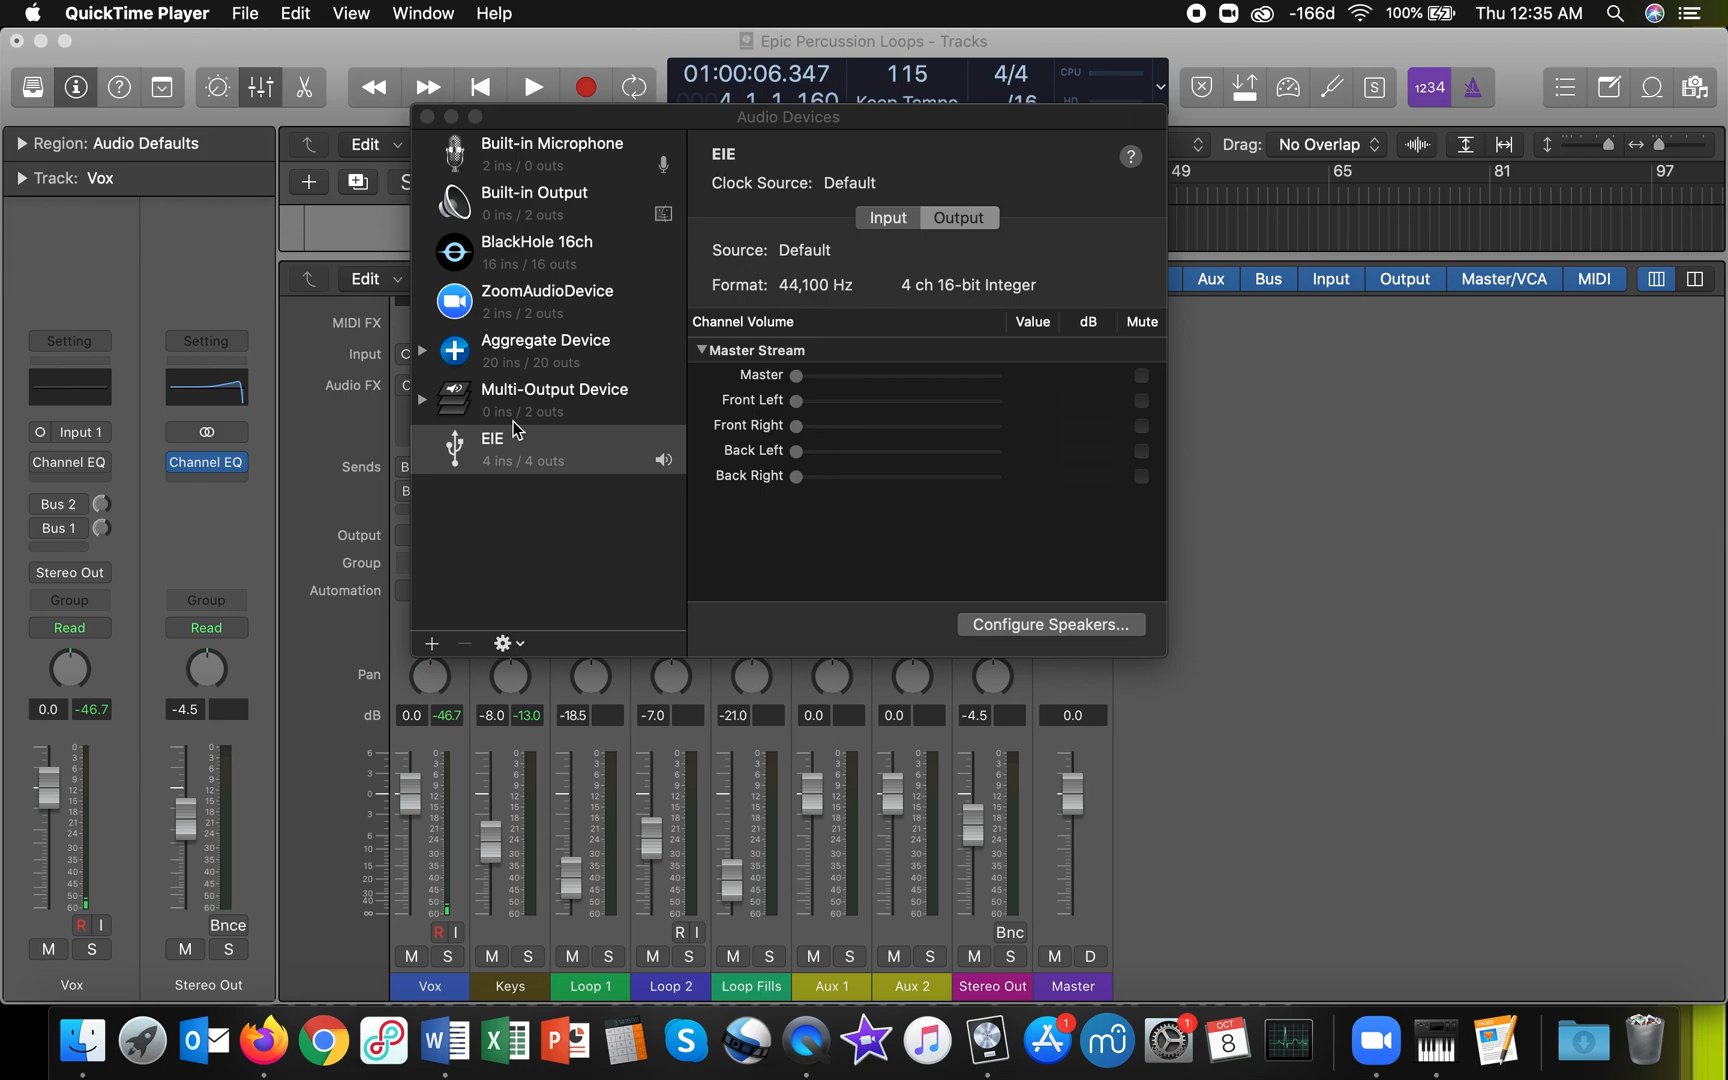 QuickTime Player File Edit View Window Help
-166d 100% Thu 12:35 AM
Epic Percussion Loops - Tracks
01:00:06.347 115 4/4 CPU
1234
Audio Devices
Region: Audio Defaults
Edit
Drag: No Overlap
Track: Vox
49 65 81 97
Built-in Microphone
2 ins / 0 outs
Built-in Output
0 ins / 2 outs
BlackHole 16ch
16 ins / 16 outs
ZoomAudioDevice
2 ins / 2 outs
Aggregate Device
20 ins / 20 outs
Multi-Output Device
0 ins / 2 outs
EIE
4 ins / 4 outs
EIE
Clock Source: Default
Input Output
Source: Default
Format: 44,100 Hz 4 ch 16-bit Integer
Channel Volume Value dB Mute
Master Stream
Master
Front Left
Front Right
Back Left
Back Right
Configure Speakers...
Edit
Aux Bus Input Output Master/VCA MIDI
MIDI FX
Input
Audio FX
Sends
Output
Group
Automation
Pan
dB
Setting Setting
Input 1
Channel EQ Channel EQ
Bus 2
Bus 1
Stereo Out
Group Group
Read Read
0.0 -46.7 -4.5
R I Bnce
M S M S
Vox Stereo Out
0.0 -46.7 -8.0 -13.0 -18.5 -7.0 -21.0 0.0 0.0 -4.5 0.0
R I R I Bnc
M S M S M S M S M S M S M S M S M D
Vox Keys Loop 1 Loop 2 Loop Fills Aux 1 Aux 2 Stereo Out Master
OCT
8